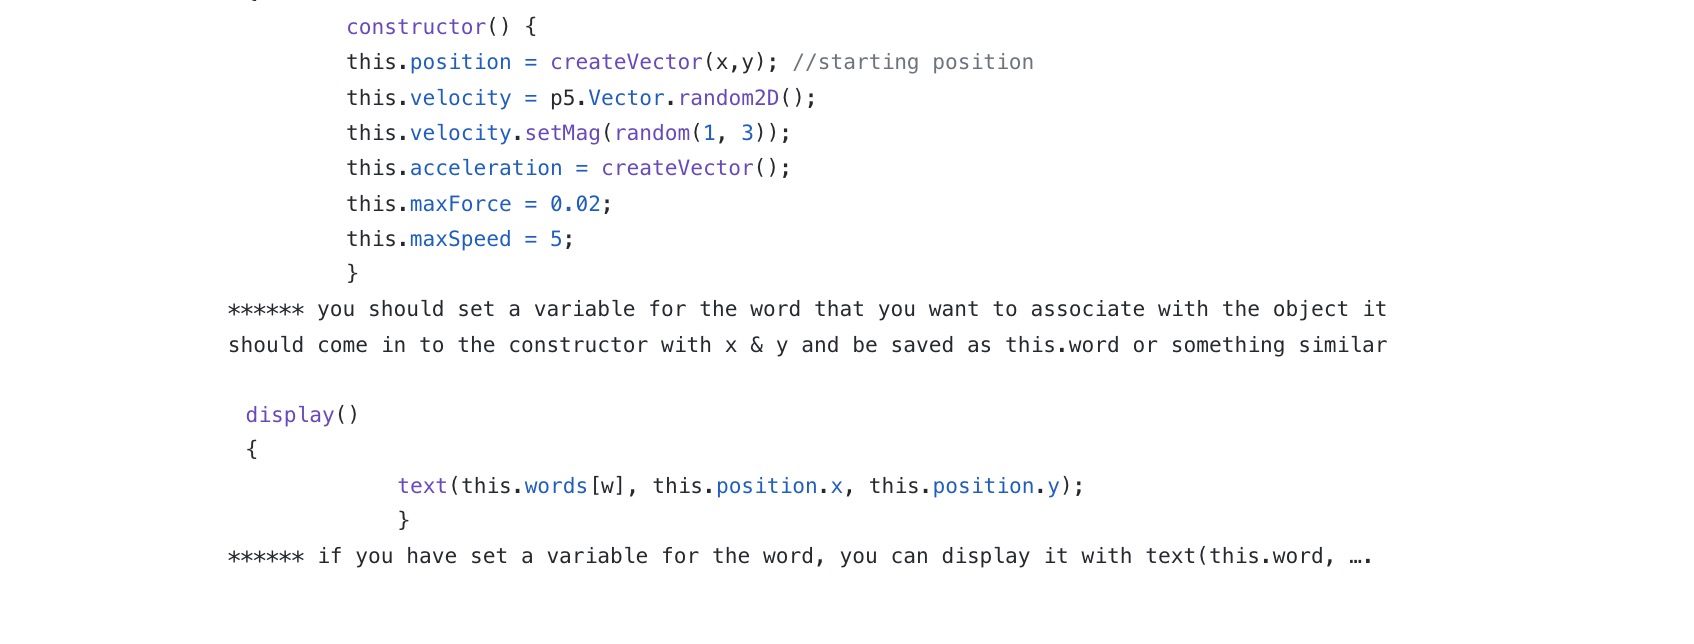 constructor() {
this.position = createVector(x,y); //starting position
this.velocity = p5.Vector.random2D();
this.velocity.setMag(random(1, 3));
this.acceleration = createVector();
this.maxForce = 0.02;
this.maxSpeed = 5;
}
****** you should set a variable for the word that you want to associate with the object it
should come in to the constructor with x & y and be saved as this.word or something similar
display()
{
text(this.words[w], this.position.x, this.position.y);
}
****** if you have set a variable for the word, you can display it with text(this.word, ….